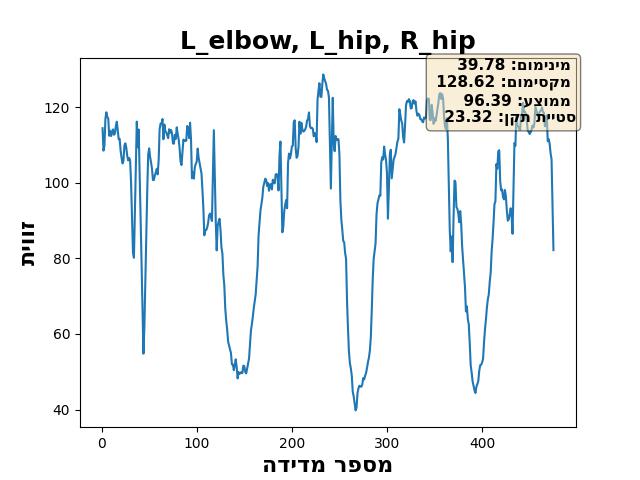 L_elbow, L_hip, R_hip
מינימום: 39.78
מקסימום: 128.62
ממוצע: 96.39
סטיית תקן: 23.32
120
100
80
60
40
זווית
0 100 200 300 400
מספר מדידה